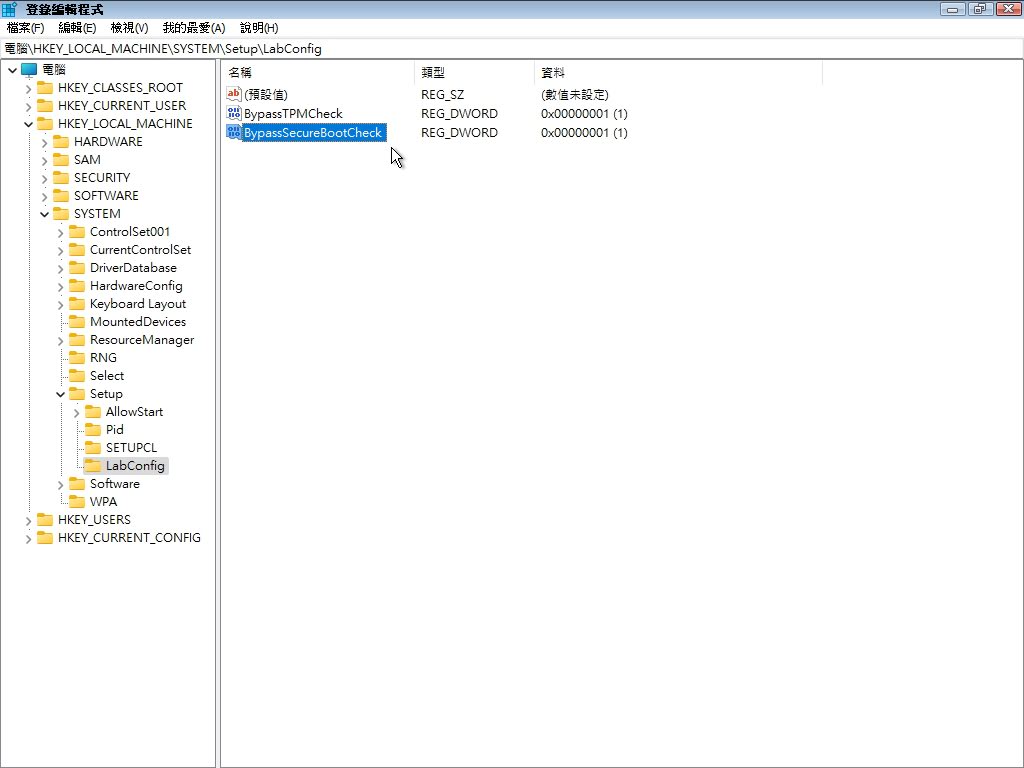 登錄編輯程式
檔案(F) 編輯(E) 檢視(V) 我的最愛(A) 說明(H)
電腦\HKEY_LOCAL_MACHINE\SYSTEM\Setup\LabConfig
電腦
HKEY_CLASSES_ROOT
HKEY_CURRENT_USER
HKEY_LOCAL_MACHINE
HARDWARE
SAM
SECURITY
SOFTWARE
SYSTEM
ControlSet001
CurrentControlSet
DriverDatabase
HardwareConfig
Keyboard Layout
MountedDevices
ResourceManager
RNG
Select
Setup
AllowStart
Pid
SETUPCL
LabConfig
Software
WPA
HKEY_USERS
HKEY_CURRENT_CONFIG
名稱 類型 資料
(預設值) REG_SZ (數值未設定)
BypassTPMCheck REG_DWORD 0x00000001 (1)
BypassSecureBootCheck REG_DWORD 0x00000001 (1)